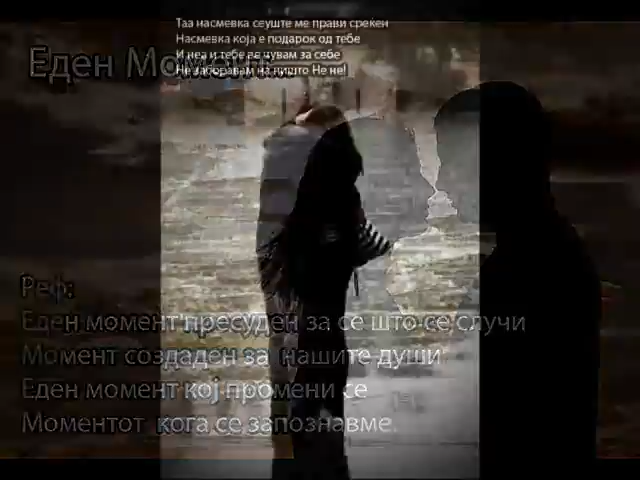 Таа насмевка сеуште ме прави среќен
Насмевка која е подарок од тебе
И неа и тебе ве чувам за себе
Не заборавам на ништо Не не!
Еден Момент
Реф:
Еден момент пресуден за се што се случи
Момент создаден за нашите души
Еден момент кој промени се
Моментот кога се запознавме.